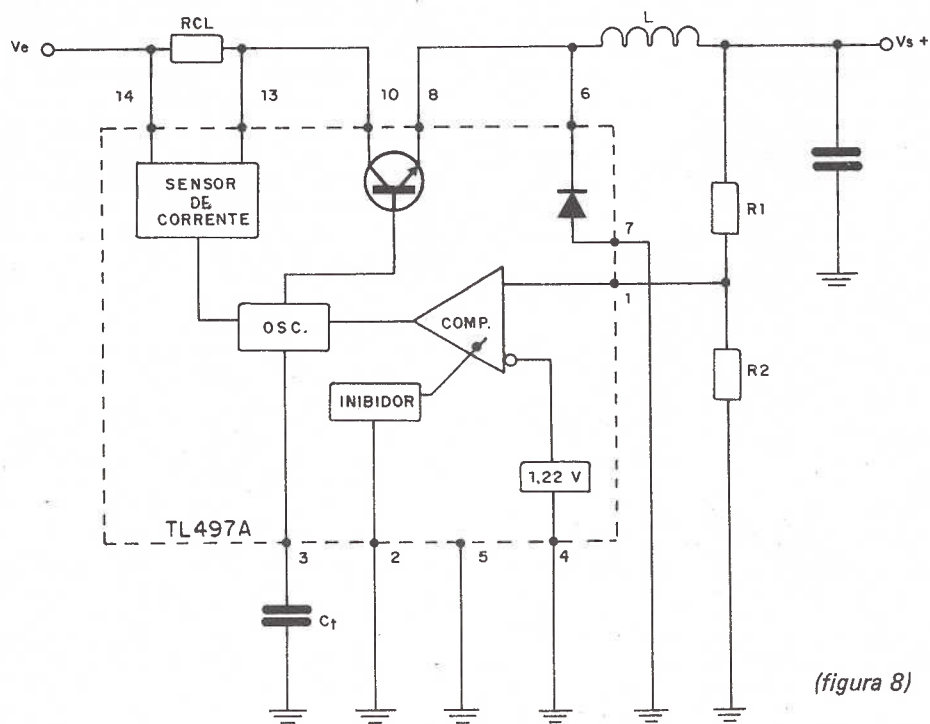 RCL
L
Ve
Vs +
14
13
10
8
6
SENSOR
DE
CORRENTE
7
R1
1
OSC.
COMP.
R2
INIBIDOR
1,22 V
TL497A
3
2
5
4
Ct
(figura 8)